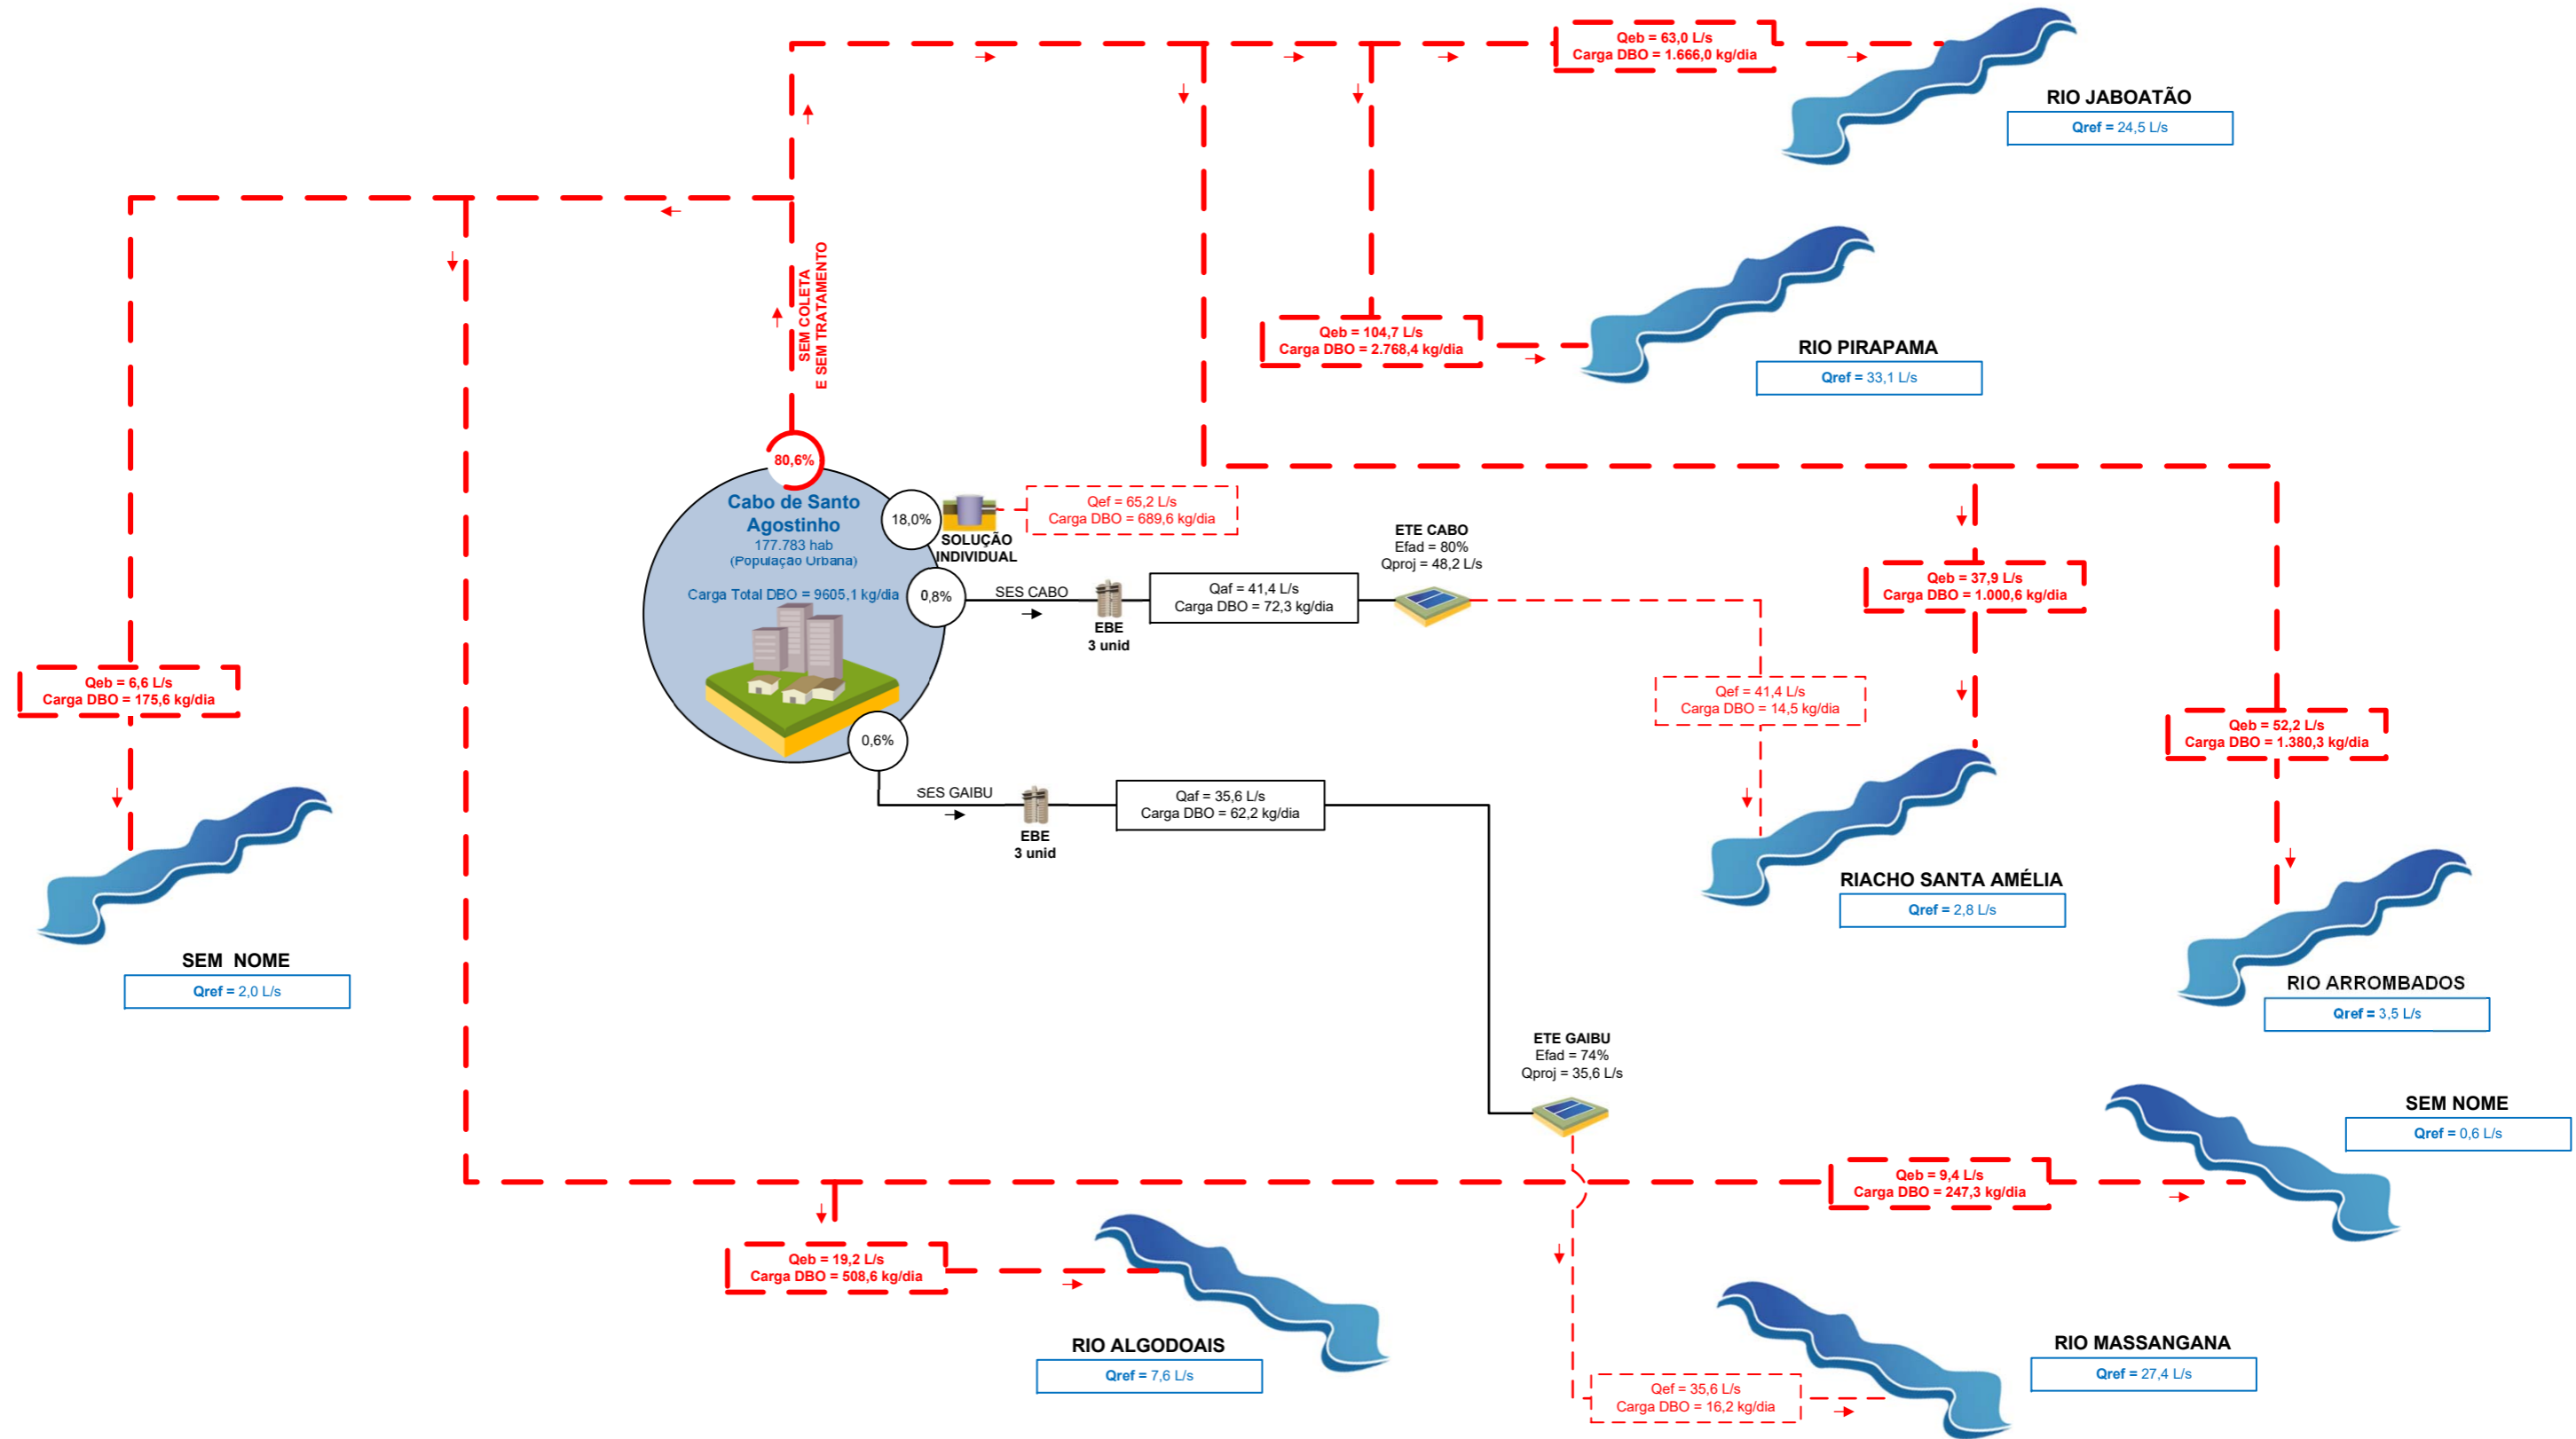 Qeb = 63,0 L/s
Carga DBO = 1.666,0 kg/dia
RIO JABOATÃO
Qref = 24,5 L/s
SEM COLETA
E SEM TRATAMENTO
Qeb = 104,7 L/s
Carga DBO = 2.768,4 kg/dia
RIO PIRAPAMA
Qref = 33,1 L/s
80,6%
Cabo de Santo
Agostinho
177.783 hab
(População Urbana)
Carga Total DBO = 9605,1 kg/dia
18,0%
SOLUÇÃO
INDIVIDUAL
Qef = 65,2 L/s
Carga DBO = 689,6 kg/dia
0,8%
SES CABO
EBE
3 unid
Qaf = 41,4 L/s
Carga DBO = 72,3 kg/dia
ETE CABO
Efad = 80%
Qproj = 48,2 L/s
Qef = 41,4 L/s
Carga DBO = 14,5 kg/dia
Qeb = 37,9 L/s
Carga DBO = 1.000,6 kg/dia
RIACHO SANTA AMÉLIA
Qref = 2,8 L/s
Qeb = 52,2 L/s
Carga DBO = 1.380,3 kg/dia
RIO ARROMBADOS
Qref = 3,5 L/s
Qeb = 6,6 L/s
Carga DBO = 175,6 kg/dia
SEM NOME
Qref = 2,0 L/s
0,6%
SES GAIBU
EBE
3 unid
Qaf = 35,6 L/s
Carga DBO = 62,2 kg/dia
ETE GAIBU
Efad = 74%
Qproj = 35,6 L/s
SEM NOME
Qref = 0,6 L/s
Qeb = 9,4 L/s
Carga DBO = 247,3 kg/dia
Qeb = 19,2 L/s
Carga DBO = 508,6 kg/dia
RIO ALGODOAIS
Qref = 7,6 L/s
RIO MASSANGANA
Qref = 27,4 L/s
Qef = 35,6 L/s
Carga DBO = 16,2 kg/dia